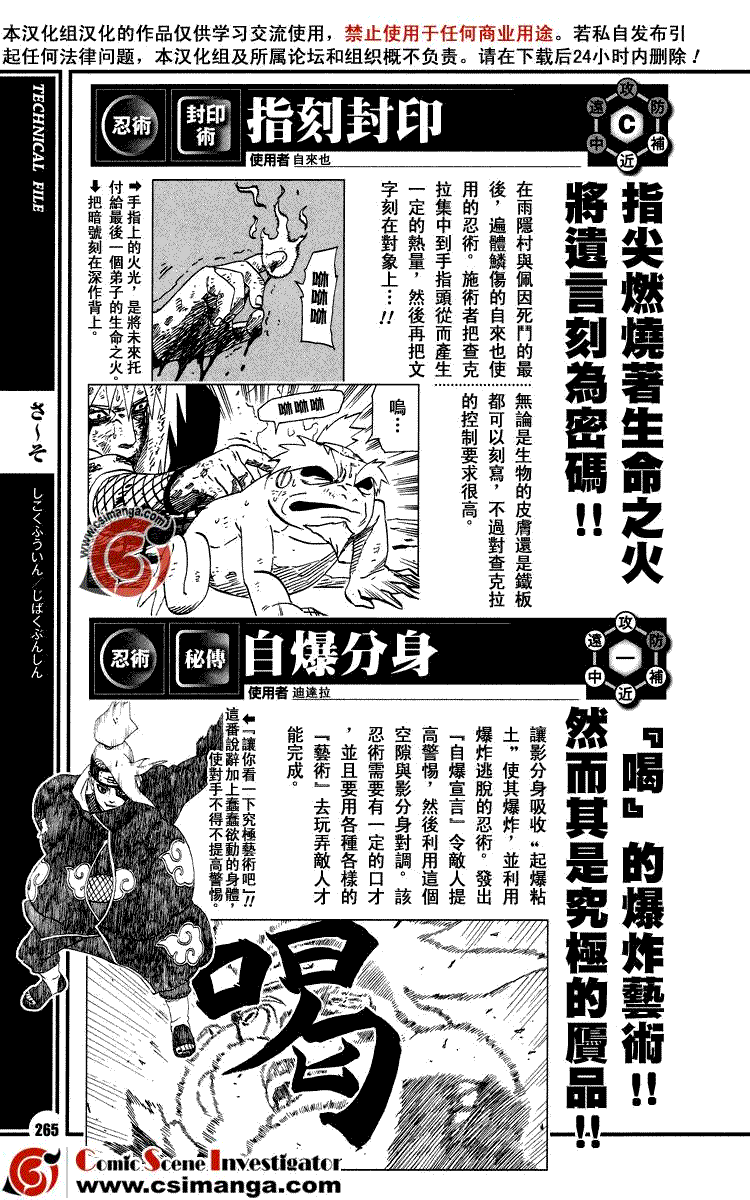 本汉化组汉化的作品仅供学习交流使用，禁止使用于任何商业用途。若私自发布引
起任何法律问题，本汉化组及所属论坛和组织概不负责。请在下载后24小时内删除！
TECHNICAL FILE
さ～そ
しこくふういん／じばくぶんしん
忍術
封印術
指刻封印
使用者 自來也
攻
防
補
近
中
遠
C
指尖燃燒著生命之火
將遺言刻為密碼！！
在雨隱村與佩因死鬥的最
後，遍體鱗傷的自來也使
用的忍術。施術者把查克
拉集中到手指頭從而產生
一定的熱量，然後再把文
字刻在對象上…！！
無論是生物的皮膚還是鐵板
都可以刻寫，不過對查克拉
的控制要求很高。
➡手指上的火光，是將未來托
付給最後一個弟子的生命之火。
⬇把暗號刻在深作背上。
嗚…
忍術
秘傳
自爆分身
使用者 迪達拉
攻
防
補
近
中
遠
一
『喝』的爆炸藝術！！
然而其是究極的贗品！！
讓影分身吸收“起爆粘
土”使其爆炸，並利用
爆炸逃脫的忍術。發出
『自爆宣言』令敵人提
高警惕，然後利用這個
空隙與影分身對調。該
忍術需要有一定的口才
，並且要用各種各樣的
『藝術』去玩弄敵人才
能完成。
⬅『讓你看一下究極藝術吧』！！
這番說辭加上蠢蠢欲動的身體，
使對手不得不提高警惕。
喝
265
www.csimanga.com
Comic Scene Investigator
www.csimanga.com